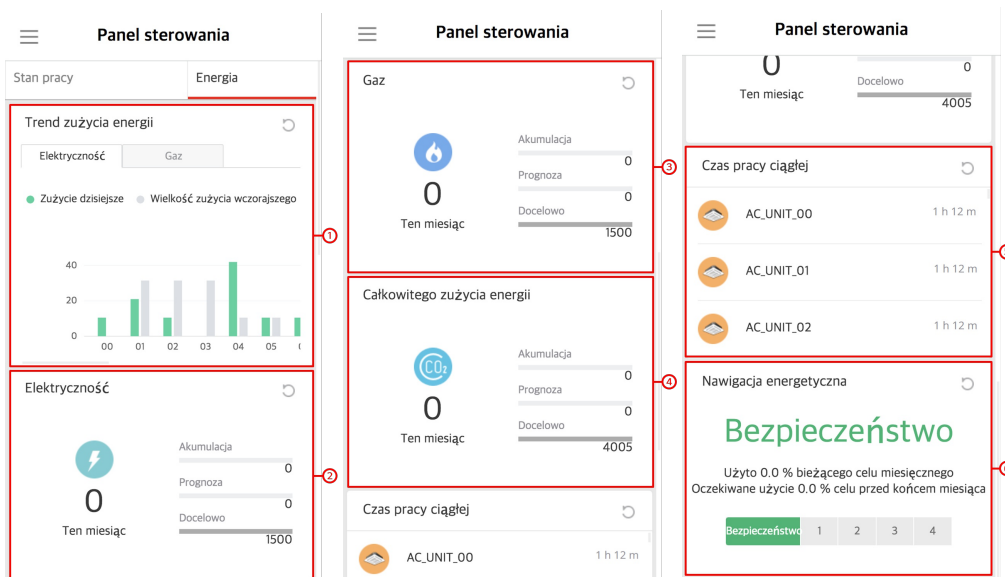 Panel sterowania
Stan pracy
Energia
Trend zużycia energii
Elektryczność
Gaz
Zużycie dzisiejsze
Wielkość zużycia wczorajszego
40
20
0
00 01 02 03 04 05
1
Elektryczność
0
Ten miesiąc
Akumulacja
0
Prognoza
0
Docelowo
1500
2
Panel sterowania
Gaz
0
Ten miesiąc
Akumulacja
0
Prognoza
0
Docelowo
1500
3
Całkowitego zużycia energii
CO₂
0
Ten miesiąc
Akumulacja
0
Prognoza
0
Docelowo
4005
4
Czas pracy ciągłej
AC_UNIT_00
1 h 12 m
Panel sterowania
0
Ten miesiąc
0
Docelowo
4005
Czas pracy ciągłej
AC_UNIT_00
1 h 12 m
AC_UNIT_01
1 h 12 m
AC_UNIT_02
1 h 12 m
Nawigacja energetyczna
Bezpieczeństwo
Użyto 0.0 % bieżącego celu miesięcznego
Oczekiwane użycie 0.0 % celu przed końcem miesiąca
Bezpieczeństwo 1 2 3 4